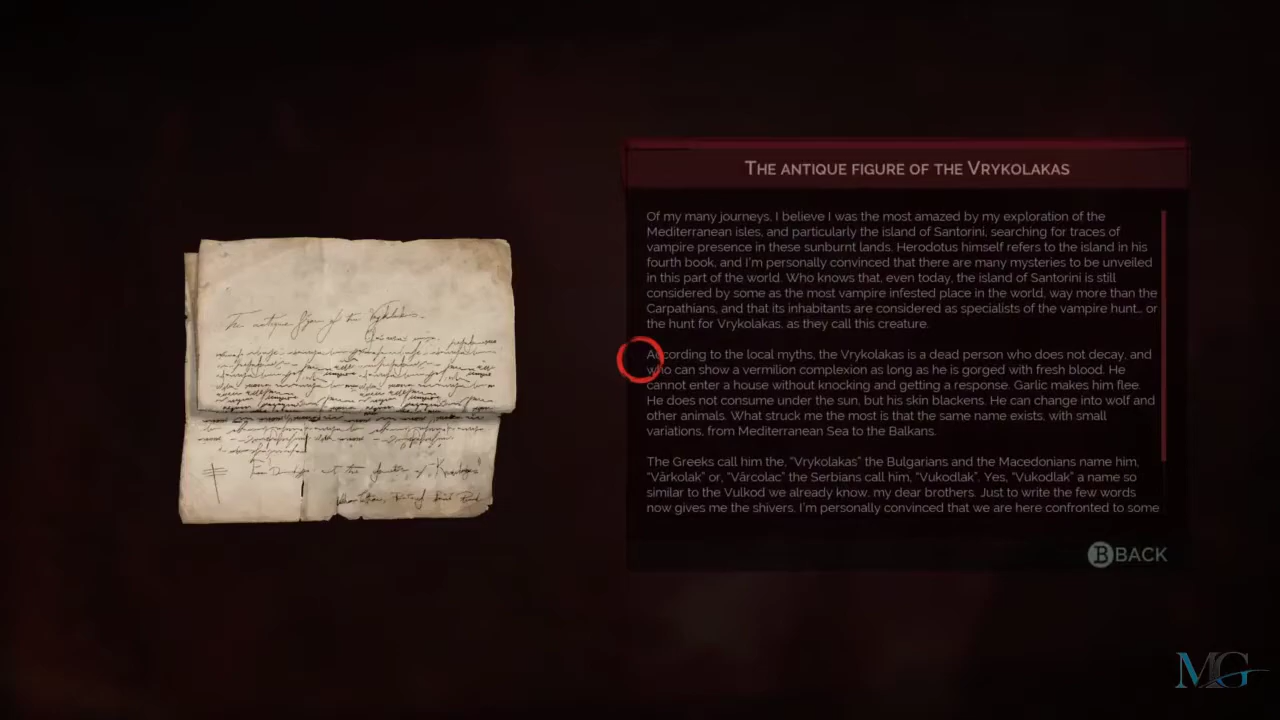 The antique figure of the Vrykolakas
THE ANTIQUE FIGURE OF THE VRYKOLAKAS
Of my many journeys, I believe I was the most amazed by my exploration of the
Mediterranean isles, and particularly the island of Santorini, searching for traces of
vampire presence in these sunburnt lands. Herodotus himself refers to the island in his
fourth book, and I'm personally convinced that there are many mysteries to be unveiled
in this part of the world. Who knows that, even today, the island of Santorini is still
considered by some as the most vampire infested place in the world, way more than the
Carpathians, and that its inhabitants are considered as specialists of the vampire hunt... or
the hunt for Vrykolakas, as they call this creature.
According to the local myths, the Vrykolakas is a dead person who does not decay, and
who can show a vermilion complexion as long as he is gorged with fresh blood. He
cannot enter a house without knocking and getting a response. Garlic makes him flee.
He does not consume under the sun, but his skin blackens. He can change into wolf and
other animals. What struck me the most is that the same name exists, with small
variations, from Mediterranean Sea to the Balkans.
The Greeks call him the, "Vrykolakas" the Bulgarians and the Macedonians name him,
"Vărkolak" or, "Vârcolac" the Serbians call him, "Vukodlak". Yes, "Vukodlak" a name so
similar to the Vulkod we already know, my dear brothers. Just to write the few words
now gives me the shivers. I'm personally convinced that we are here confronted to some
B BACK
MG